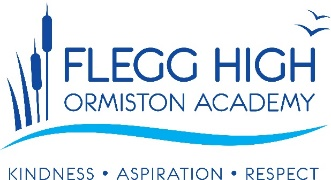 FLEGG HIGH
ORMISTON ACADEMY
KINDNESS • ASPIRATION • RESPECT